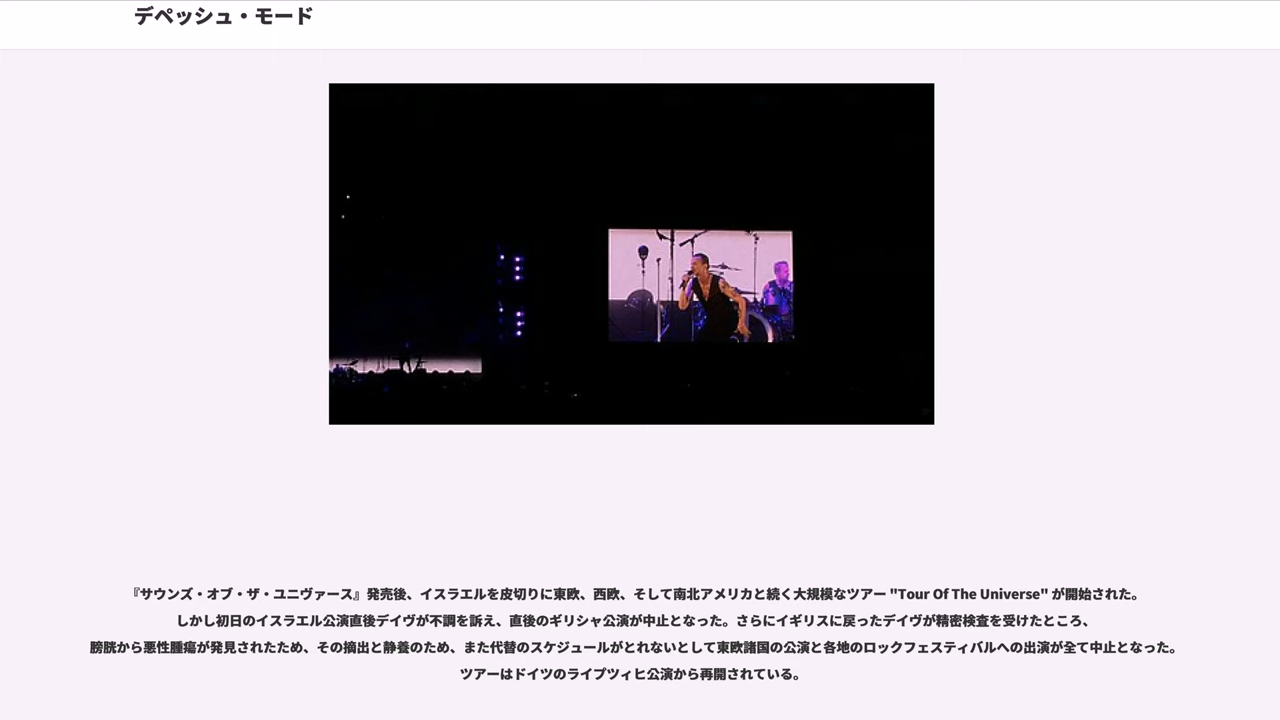 デペッシュ・モード
『サウンズ・オブ・ザ・ユニヴァース』発売後、イスラエルを皮切りに東欧、西欧、そして南北アメリカと続く大規模なツアー "Tour Of The Universe" が開始された。
しかし初日のイスラエル公演直後デイヴが不調を訴え、直後のギリシャ公演が中止となった。さらにイギリスに戻ったデイヴが精密検査を受けたところ、
膀胱から悪性腫瘍が発見されたため、その摘出と静養のため、また代替のスケジュールがとれないとして東欧諸国の公演と各地のロックフェスティバルへの出演が全て中止となった。
ツアーはドイツのライプツィヒ公演から再開されている。